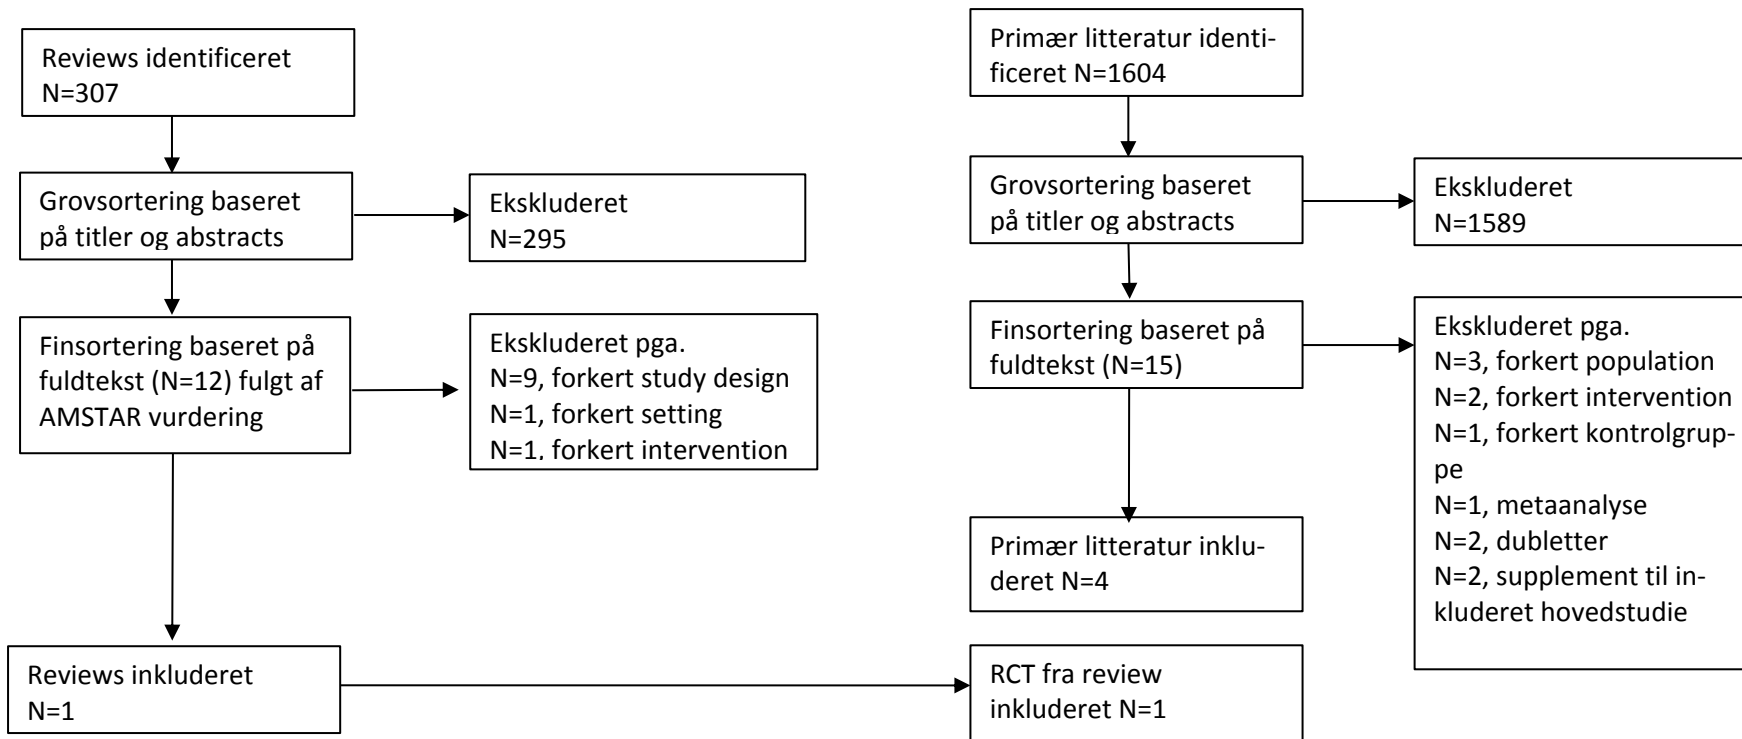 Reviews identificeret
N=307
Grovsortering baseret
på titler og abstracts
Ekskluderet
N=295
Finsortering baseret på
fuldtekst (N=12) fulgt af
AMSTAR vurdering
Ekskluderet pga.
N=9, forkert study design
N=1, forkert setting
N=1, forkert intervention
Reviews inkluderet
N=1
Primær litteratur identi-
ficeret N=1604
Grovsortering baseret
på titler og abstracts
Ekskluderet
N=1589
Finsortering baseret på
fuldtekst (N=15)
Ekskluderet pga.
N=3, forkert population
N=2, forkert intervention
N=1, forkert kontrolgrup-
pe
N=1, metaanalyse
N=2, dubletter
N=2, supplement til in-
kluderet hovedstudie
Primær litteratur inklu-
deret N=4
RCT fra review
inkluderet N=1